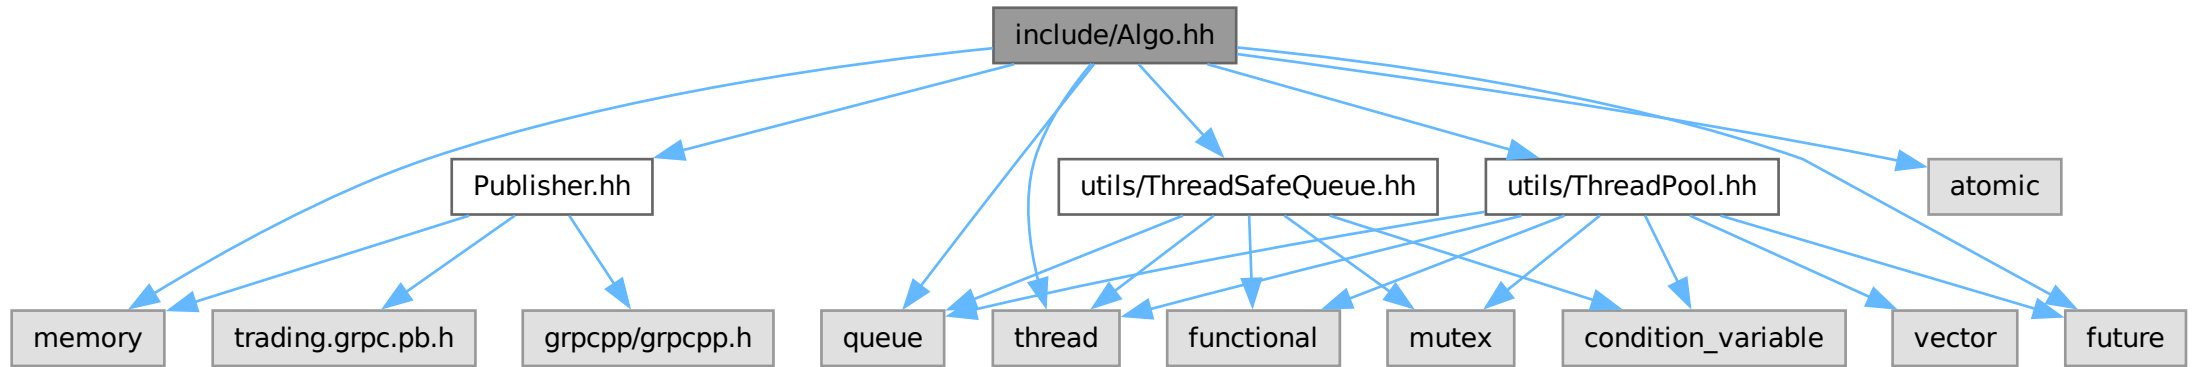 include/Algo.hh
Publisher.hh
utils/ThreadSafeQueue.hh
utils/ThreadPool.hh
atomic
memory
trading.grpc.pb.h
grpcpp/grpcpp.h
queue
thread
functional
mutex
condition_variable
vector
future